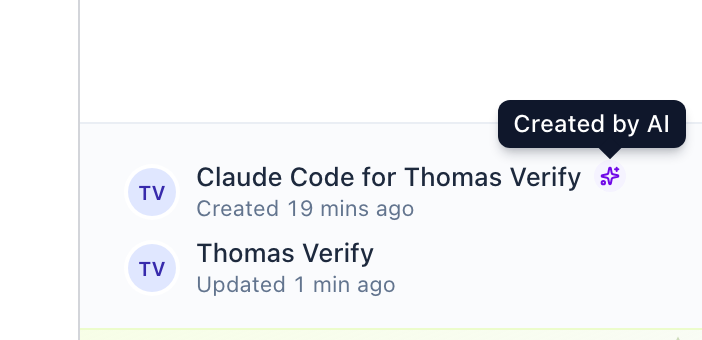 Created by AI
TV
Claude Code for Thomas Verify
Created 19 mins ago
TV
Thomas Verify
Updated 1 min ago